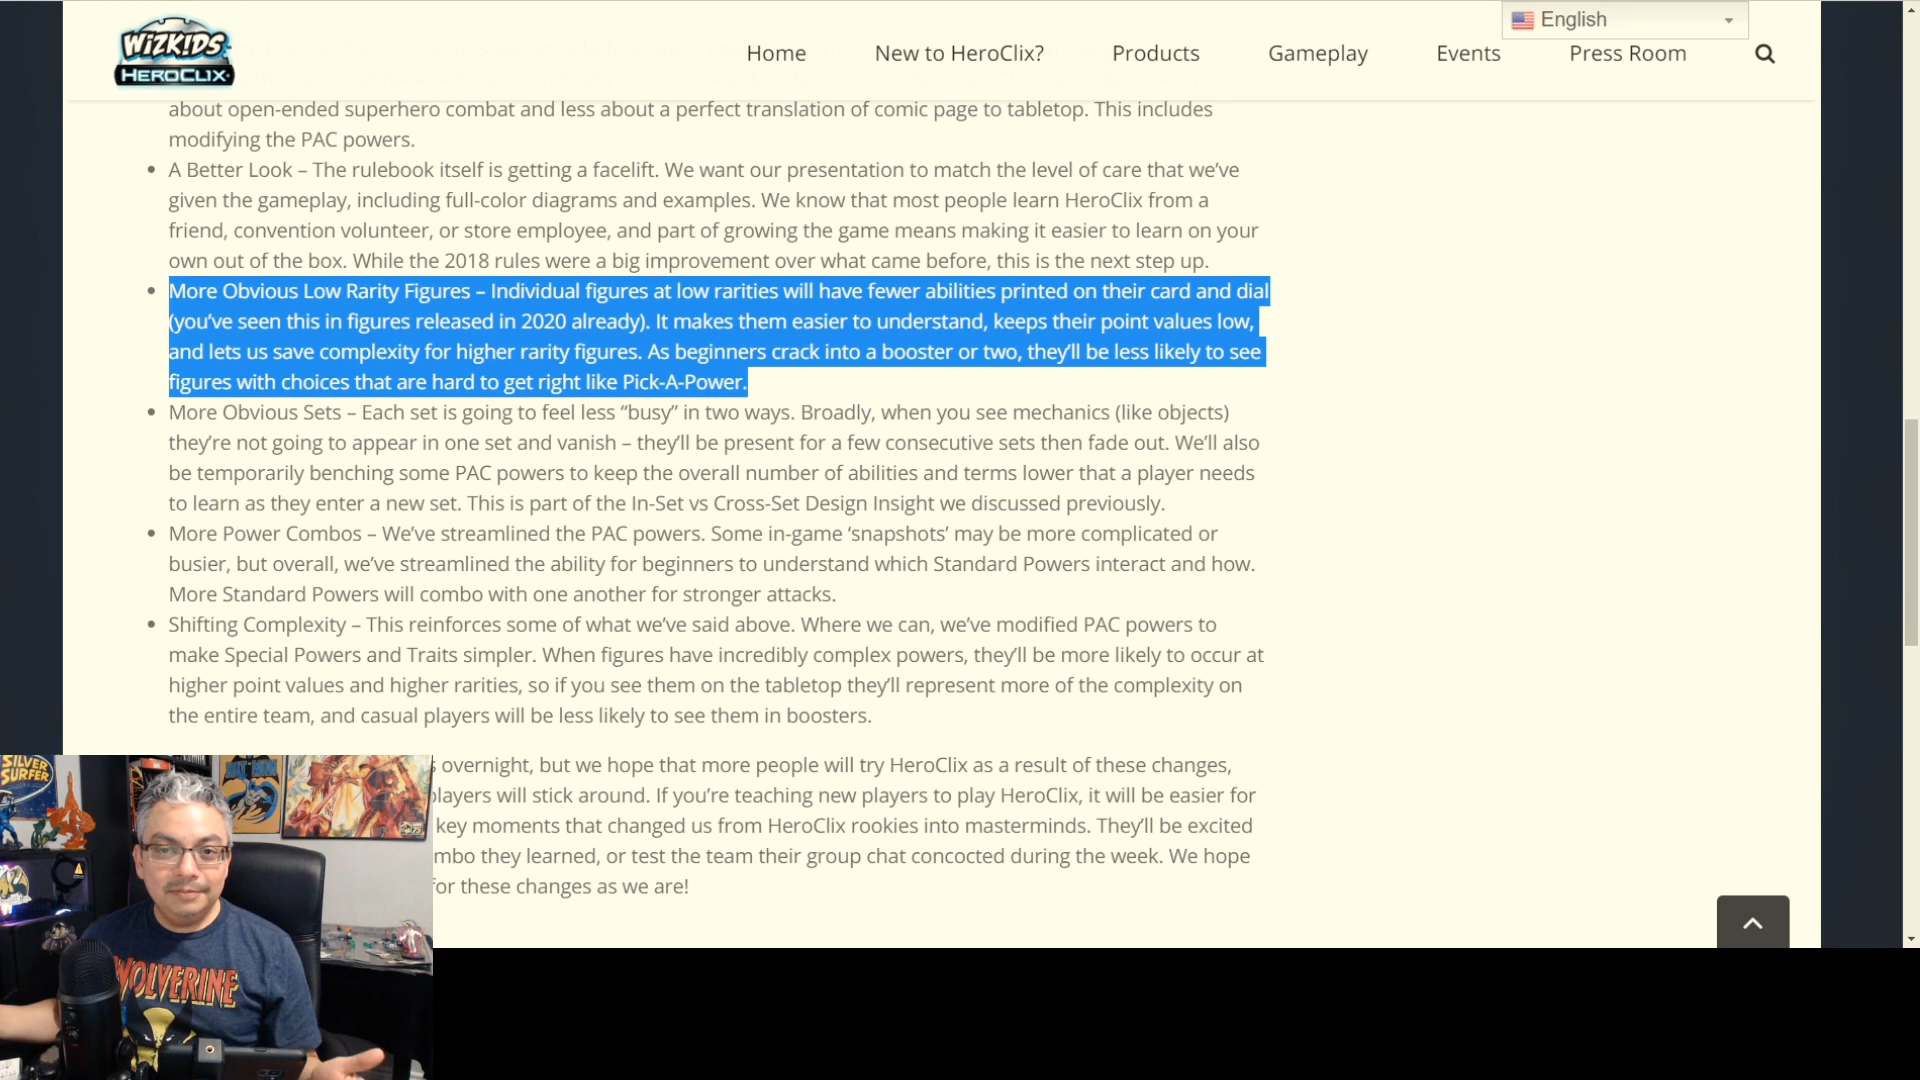 WIZKIDS
HEROCLIX
English
Home
New to HeroClix?
Products
Gameplay
Events
Press Room
about open-ended superhero combat and less about a perfect translation of comic page to tabletop. This includes
modifying the PAC powers.
A Better Look – The rulebook itself is getting a facelift. We want our presentation to match the level of care that we’ve
given the gameplay, including full-color diagrams and examples. We know that most people learn HeroClix from a
friend, convention volunteer, or store employee, and part of growing the game means making it easier to learn on your
own out of the box. While the 2018 rules were a big improvement over what came before, this is the next step up.
More Obvious Low Rarity Figures – Individual figures at low rarities will have fewer abilities printed on their card and dial
(you’ve seen this in figures released in 2020 already). It makes them easier to understand, keeps their point values low,
and lets us save complexity for higher rarity figures. As beginners crack into a booster or two, they’ll be less likely to see
figures with choices that are hard to get right like Pick-A-Power.
More Obvious Sets – Each set is going to feel less “busy” in two ways. Broadly, when you see mechanics (like objects)
they’re not going to appear in one set and vanish – they’ll be present for a few consecutive sets then fade out. We’ll also
be temporarily benching some PAC powers to keep the overall number of abilities and terms lower that a player needs
to learn as they enter a new set. This is part of the In-Set vs Cross-Set Design Insight we discussed previously.
More Power Combos – We’ve streamlined the PAC powers. Some in-game ‘snapshots’ may be more complicated or
busier, but overall, we’ve streamlined the ability for beginners to understand which Standard Powers interact and how.
More Standard Powers will combo with one another for stronger attacks.
Shifting Complexity – This reinforces some of what we’ve said above. Where we can, we’ve modified PAC powers to
make Special Powers and Traits simpler. When figures have incredibly complex powers, they’ll be more likely to occur at
higher point values and higher rarities, so if you see them on the tabletop they’ll represent more of the complexity on
the entire team, and casual players will be less likely to see them in boosters.
s overnight, but we hope that more people will try HeroClix as a result of these changes,
players will stick around. If you’re teaching new players to play HeroClix, it will be easier for
key moments that changed us from HeroClix rookies into masterminds. They’ll be excited
mbo they learned, or test the team their group chat concocted during the week. We hope
for these changes as we are!
SILVER
SURFER
WOLVERINE